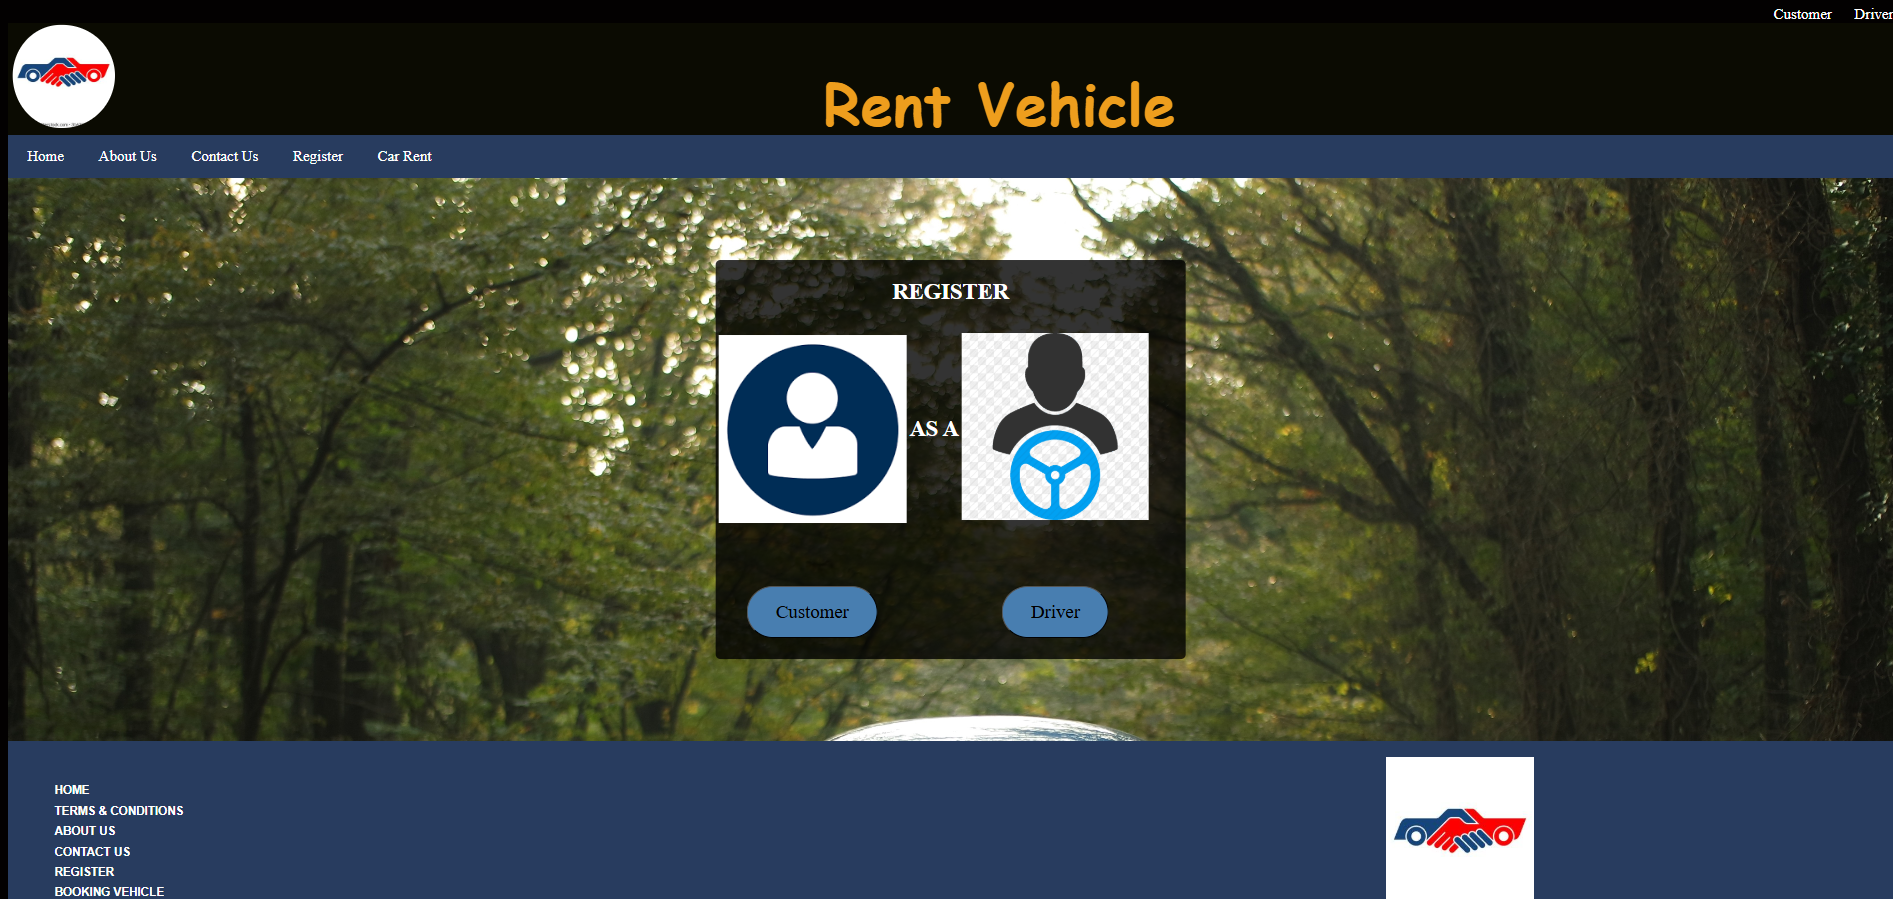 Customer Driver
Rent Vehicle
Home About Us Contact Us Register Car Rent
REGISTER
AS A
Customer Driver
HOME
TERMS & CONDITIONS
ABOUT US
CONTACT US
REGISTER
BOOKING VEHICLE